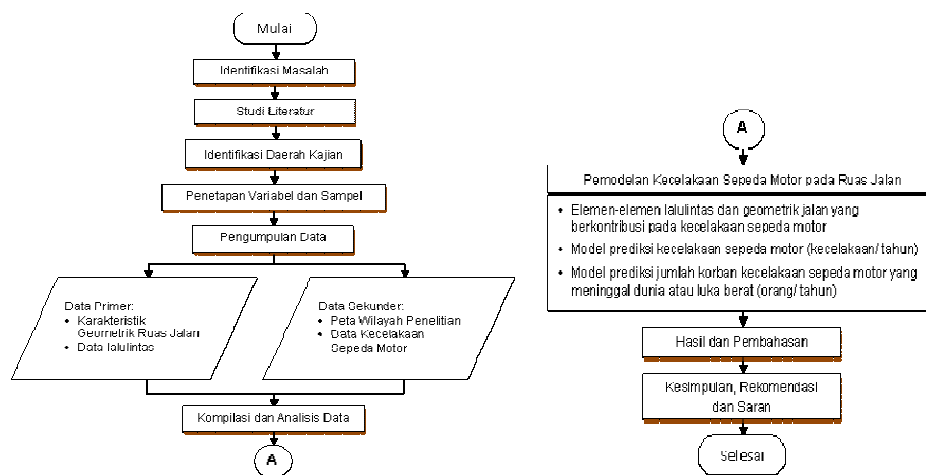 Mulai
Identifikasi Masalah
Studi Literatur
Identifikasi Daerah Kajian
Penetapan Variabel dan Sampel
Pengumpulan Data
Data Primer:
• Karakteristik
Geometrik Ruas Jalan
• Data lalulintas
Data Sekunder:
• Peta Wilayah Penelitian
• Data Kecelakaan
Sepeda Motor
Kompilasi dan Analisis Data
A
A
Pemodelan Kecelakaan Sepeda Motor pada Ruas Jalan
• Elemen-elemen lalulintas dan geometrik jalan yang
berkontribusi pada kecelakaan sepeda motor
• Model prediksi kecelakaan sepeda motor (kecelakaan/ tahun)
• Model prediksi jumlah korban kecelakaan sepeda motor yang
meninggal dunia atau luka berat (orang/ tahun)
Hasil dan Pembahasan
Kesimpulan, Rekomendasi
dan Saran
Selesai